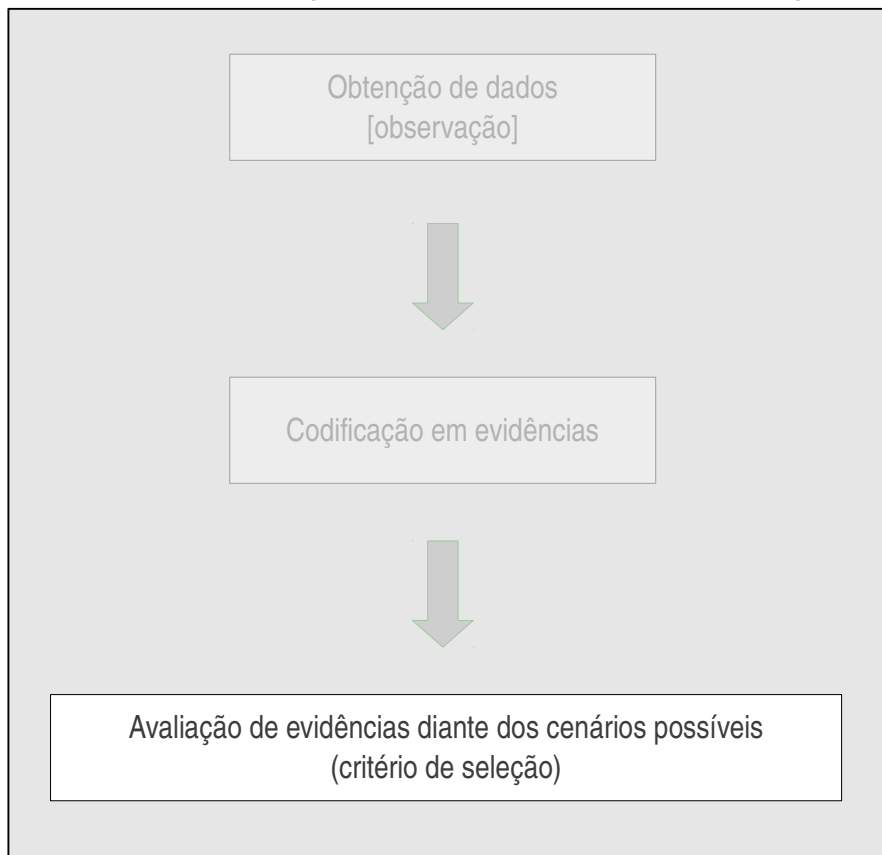 Obtenção de dados
[observação]
Codificação em evidências
Avaliação de evidências diante dos cenários possíveis
(critério de seleção)